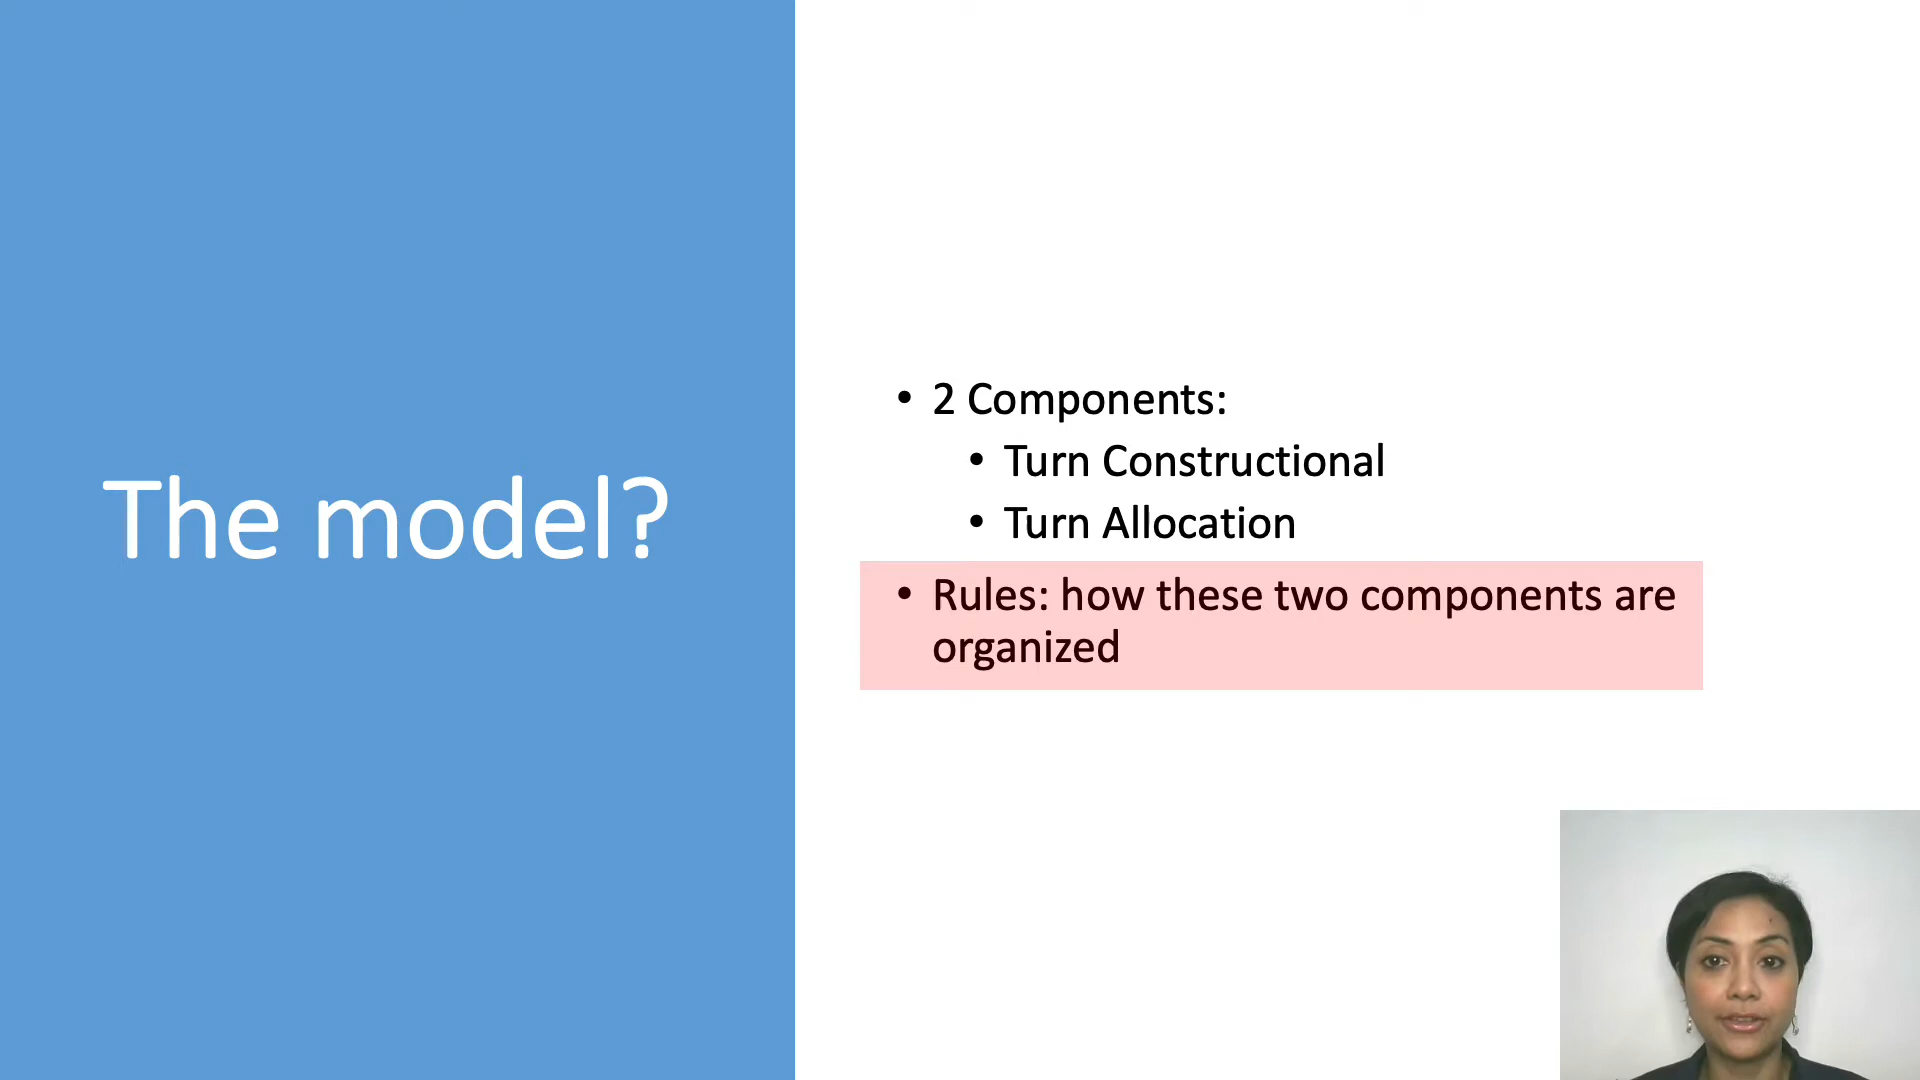 The model?
• 2 Components:
• Turn Constructional
• Turn Allocation
• Rules: how these two components are
organized